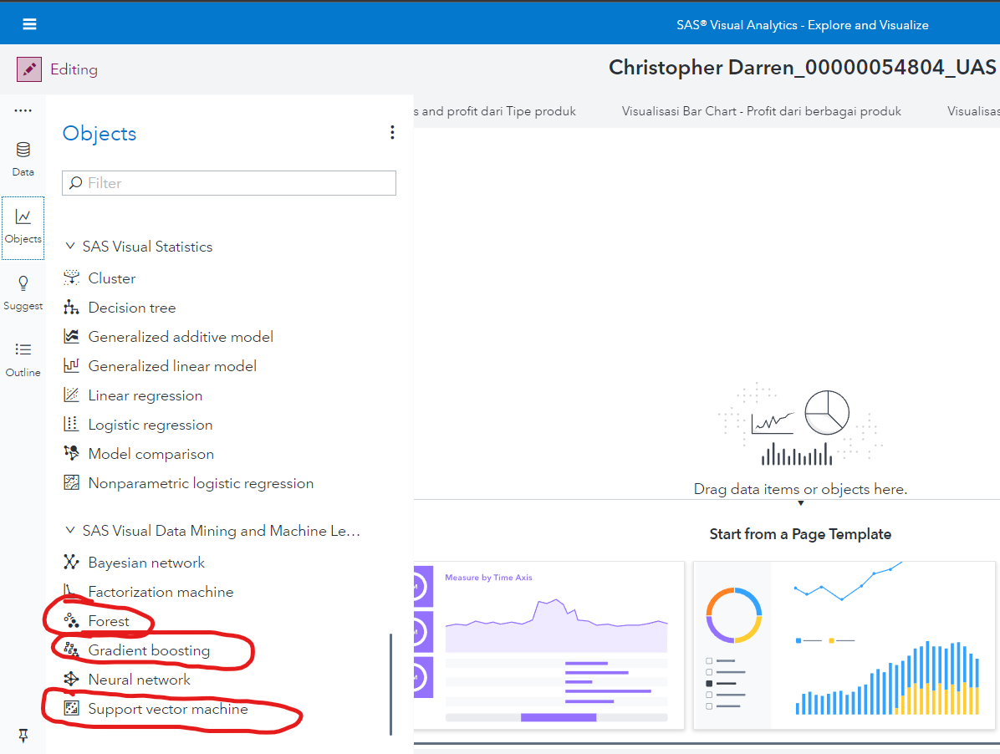 SAS® Visual Analytics - Explore and Visualize
Editing
Christopher Darren_00000054804_UAS
s and profit dari Tipe produk
Visualisasi Bar Chart - Profit dari berbagai produk
Visualisas
Data
Objects
Suggest
Outline
Objects
Filter
SAS Visual Statistics
Cluster
Decision tree
Generalized additive model
Generalized linear model
Linear regression
Logistic regression
Model comparison
Nonparametric logistic regression
SAS Visual Data Mining and Machine Le...
Bayesian network
Factorization machine
Forest
Gradient boosting
Neural network
Support vector machine
Drag data items or objects here.
Start from a Page Template
Measure by Time Axis